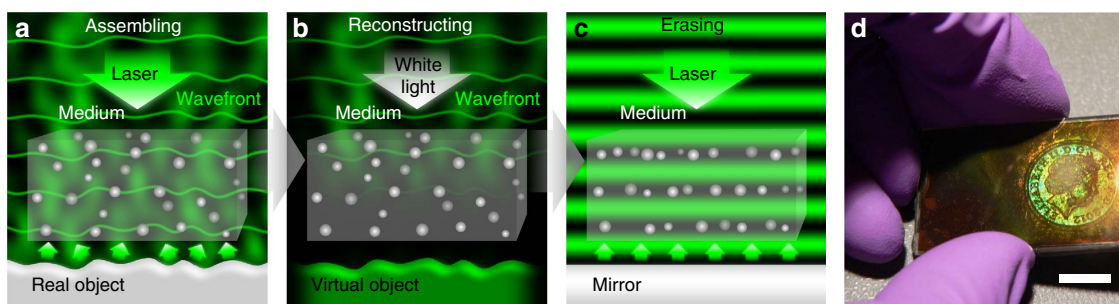 a
Assembling
Laser
Wavefront
Medium
Real object
b
Reconstructing
White
light
Wavefront
Medium
Virtual object
c
Erasing
Laser
Medium
Mirror
d